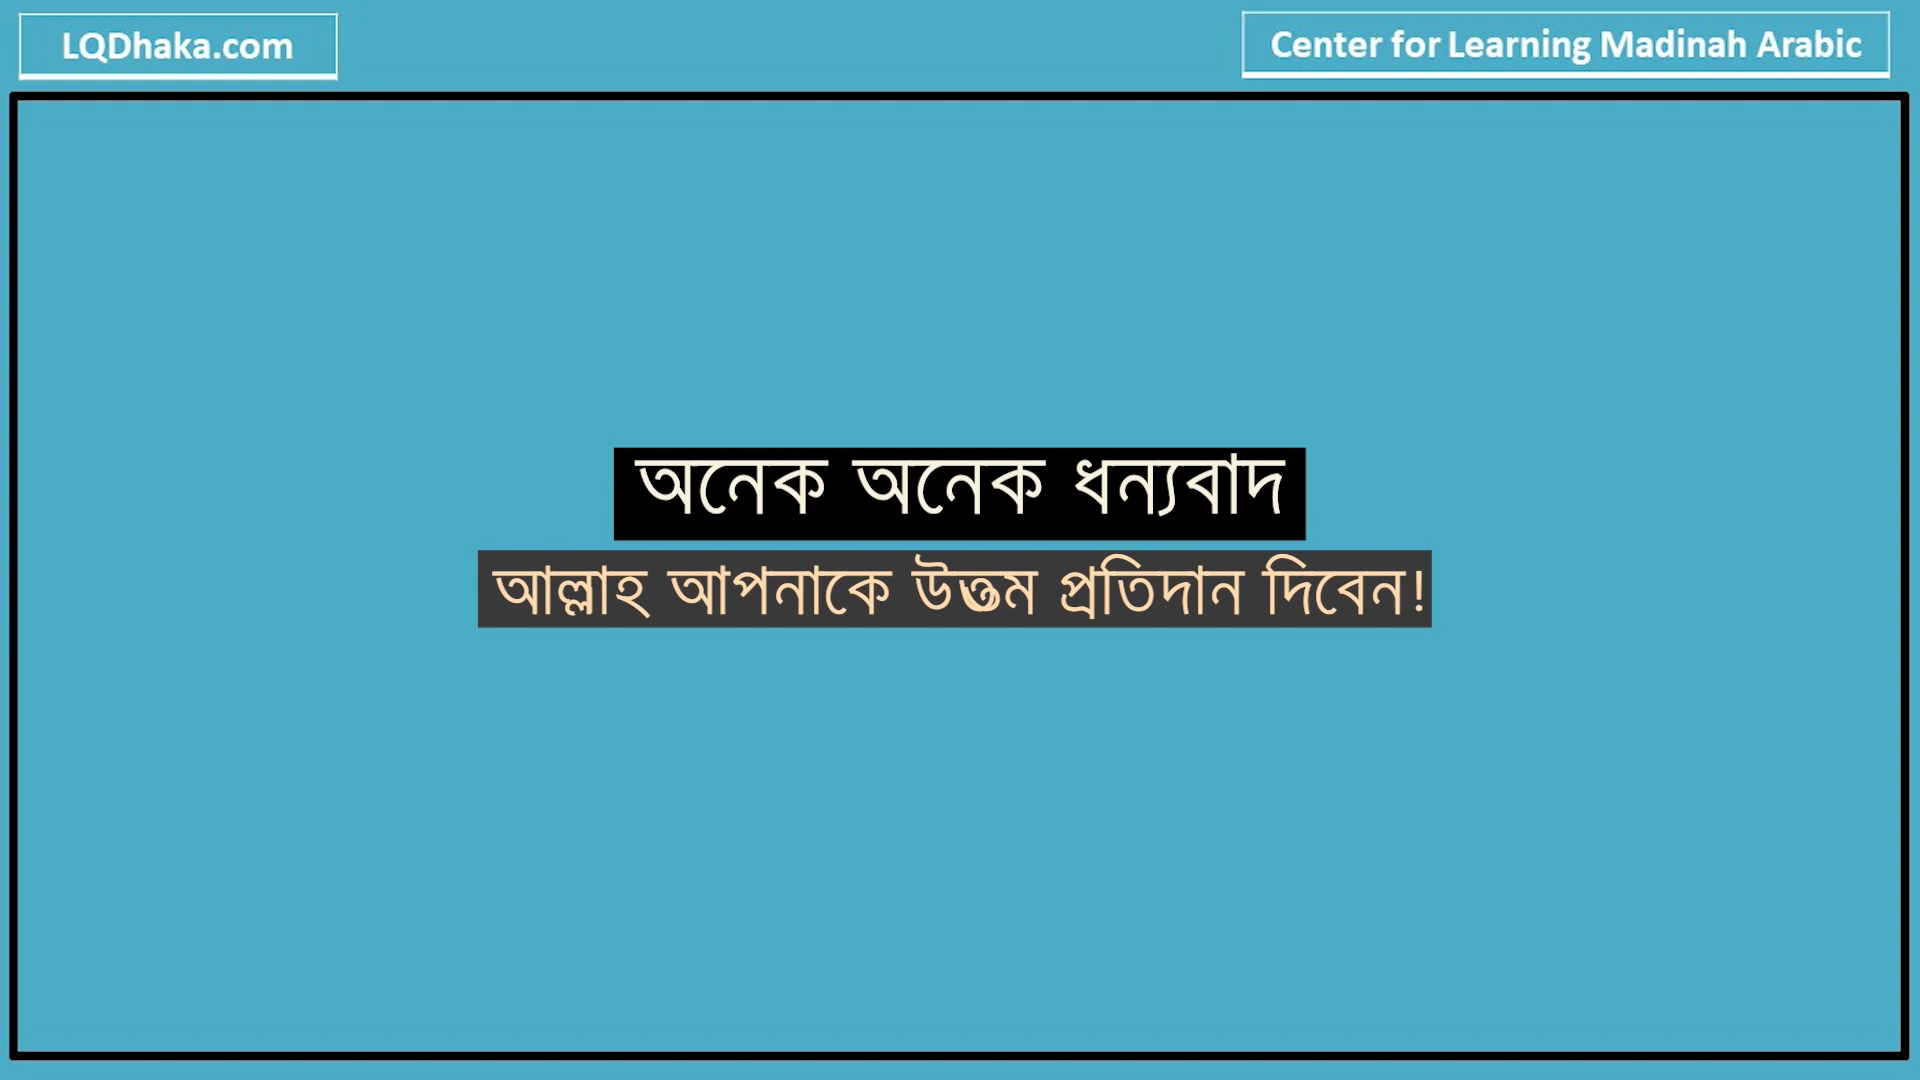 LQDhaka.com
Center for Learning Madinah Arabic
অনেক অনেক ধন্যবাদ
আল্লাহ আপনাকে উত্তম প্রতিদান দিবেন!